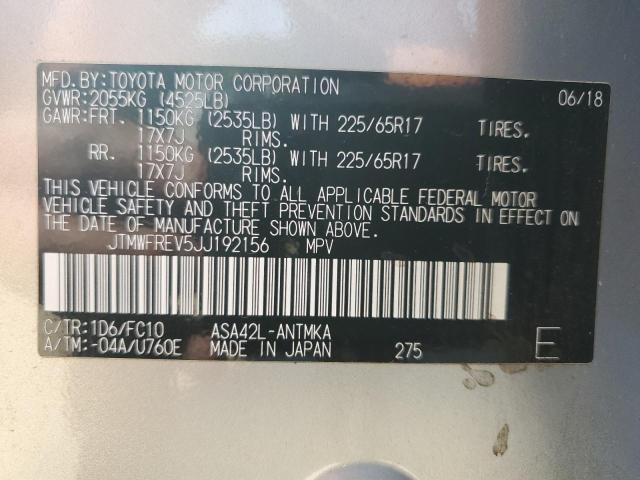 MFD.BY:TOYOTA MOTOR CORPORATION 06/18
GVWR:2055KG (4525LB)
GAWR:FRT. 1150KG (2535LB) WITH 225/65R17 TIRES.
17X7J RIMS.
RR. 1150KG (2535LB) WITH 225/65R17 TIRES.
17X7J RIMS.
THIS VEHICLE CONFORMS TO ALL APPLICABLE FEDERAL MOTOR
VEHICLE SAFETY AND THEFT PREVENTION STANDARDS IN EFFECT ON
THE DATE OF MANUFACTURE SHOWN ABOVE.
JTMWFREV5JJ192156 MPV
C/TR:1D6/FC10 ASA42L-ANTMKA
A/TM:-04A/U760E MADE IN JAPAN 275 E